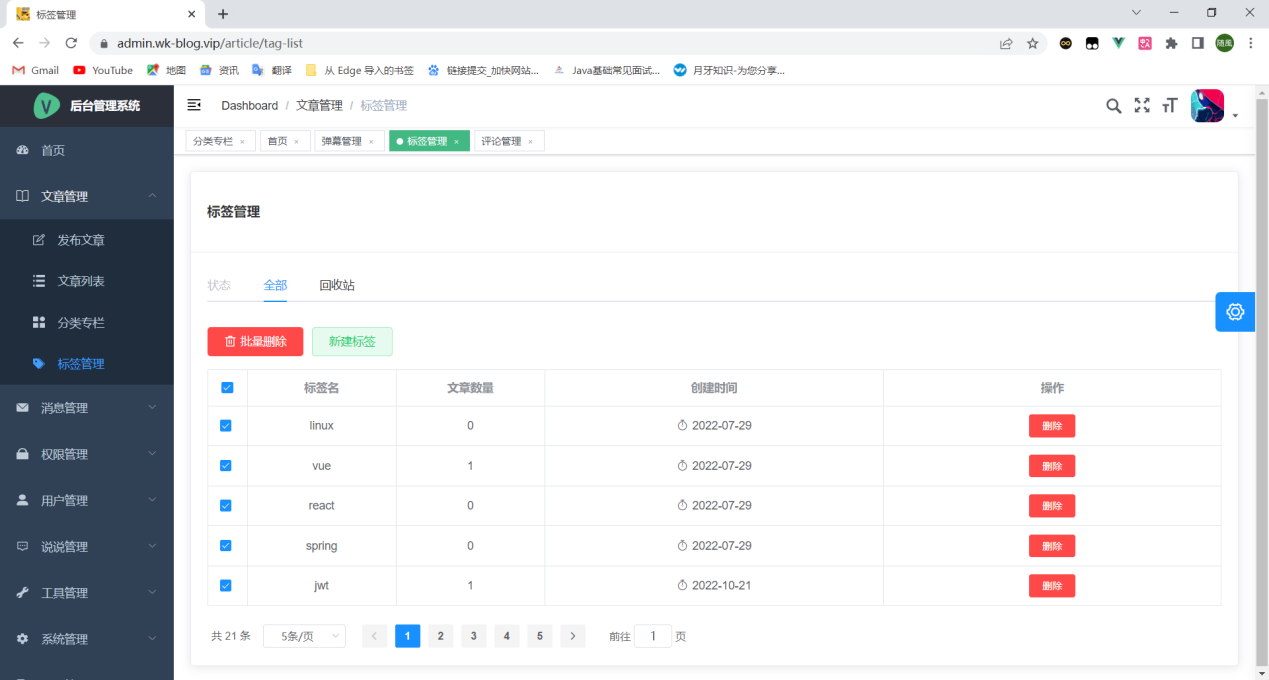 标签管理
admin.wk-blog.vip/article/tag-list
随風
Gmail YouTube 地图 资讯 翻译 从 Edge 导入的书签 链接提交_加快网站... Java基础常见面试... 月牙知识-为您分享...
V 后台管理系统
Dashboard / 文章管理 / 标签管理
分类专栏 × 首页 × 弹幕管理 × 标签管理 × 评论管理 ×
首页
文章管理
发布文章
文章列表
分类专栏
标签管理
消息管理
权限管理
用户管理
说说管理
工具管理
系统管理
标签管理
状态 全部 回收站
批量删除 新建标签
标签名 文章数量 创建时间 操作
linux 0 2022-07-29 删除
vue 1 2022-07-29 删除
react 0 2022-07-29 删除
spring 0 2022-07-29 删除
jwt 1 2022-10-21 删除
共 21 条 5条/页 < 1 2 3 4 5 > 前往 1 页